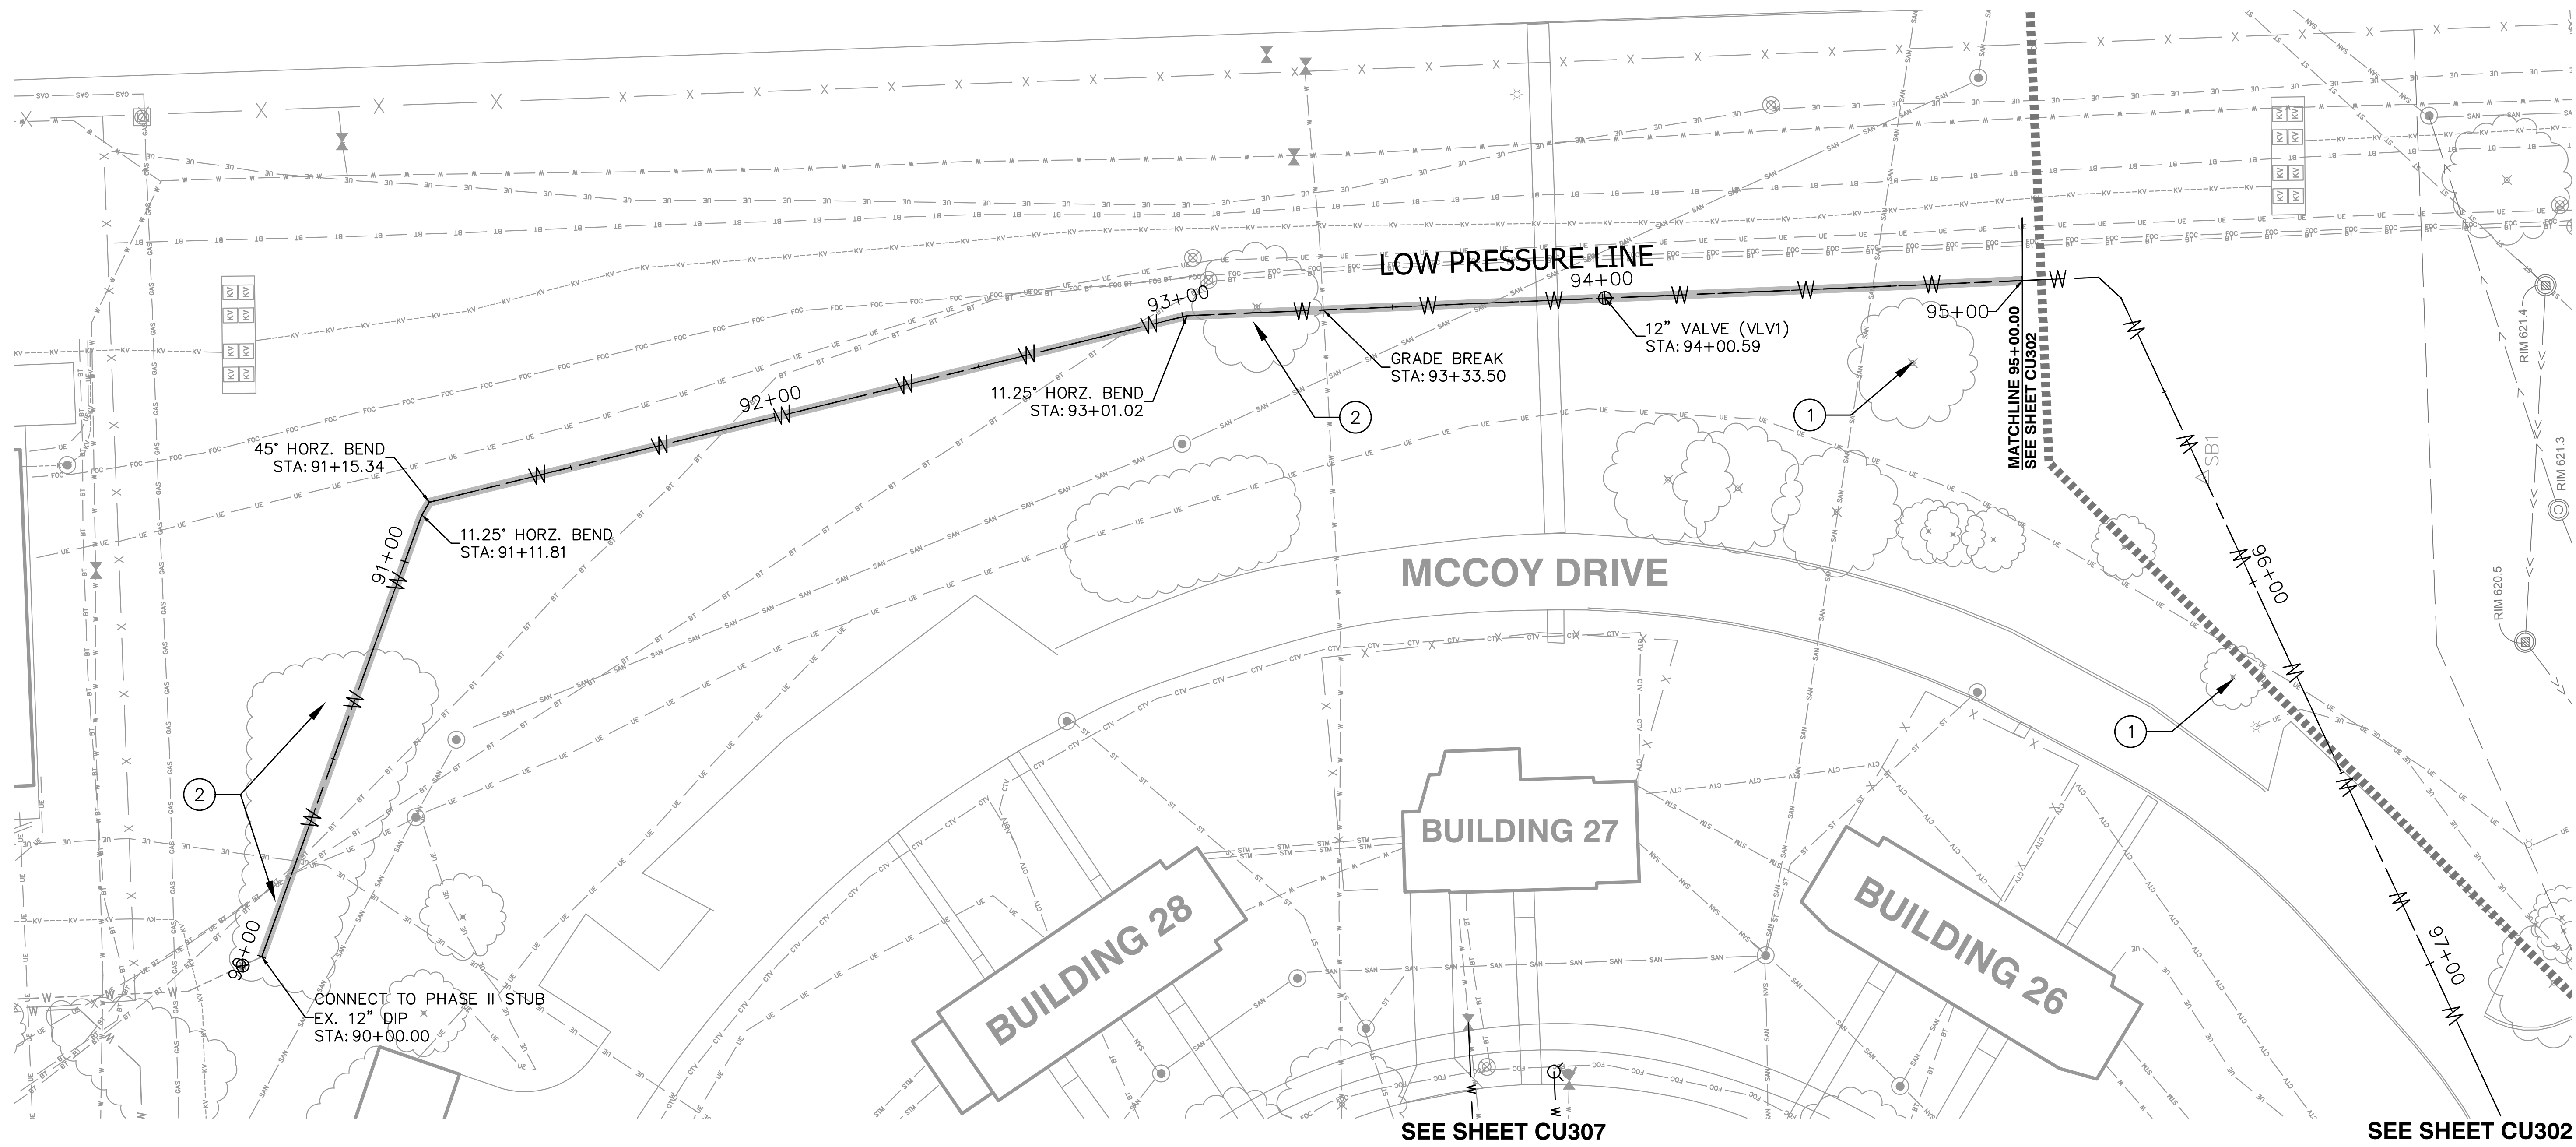 LOW PRESSURE LINE
90+00
91+00
92+00
93+00
94+00
95+00
96+00
97+00
45° HORZ. BEND
STA: 91+15.34
11.25° HORZ. BEND
STA: 91+11.81
11.25° HORZ. BEND
STA: 93+01.02
GRADE BREAK
STA: 93+33.50
12" VALVE (VLV1)
STA: 94+00.59
MATCHLINE 95+00.00
SEE SHEET CU302
CONNECT TO PHASE II STUB
EX. 12" DIP
STA: 90+00.00
2
2
1
1
SB1
RIM 621.4
RIM 621.3
RIM 620.5
MCCOY DRIVE
BUILDING 28
BUILDING 27
BUILDING 26
SEE SHEET CU307
SEE SHEET CU302